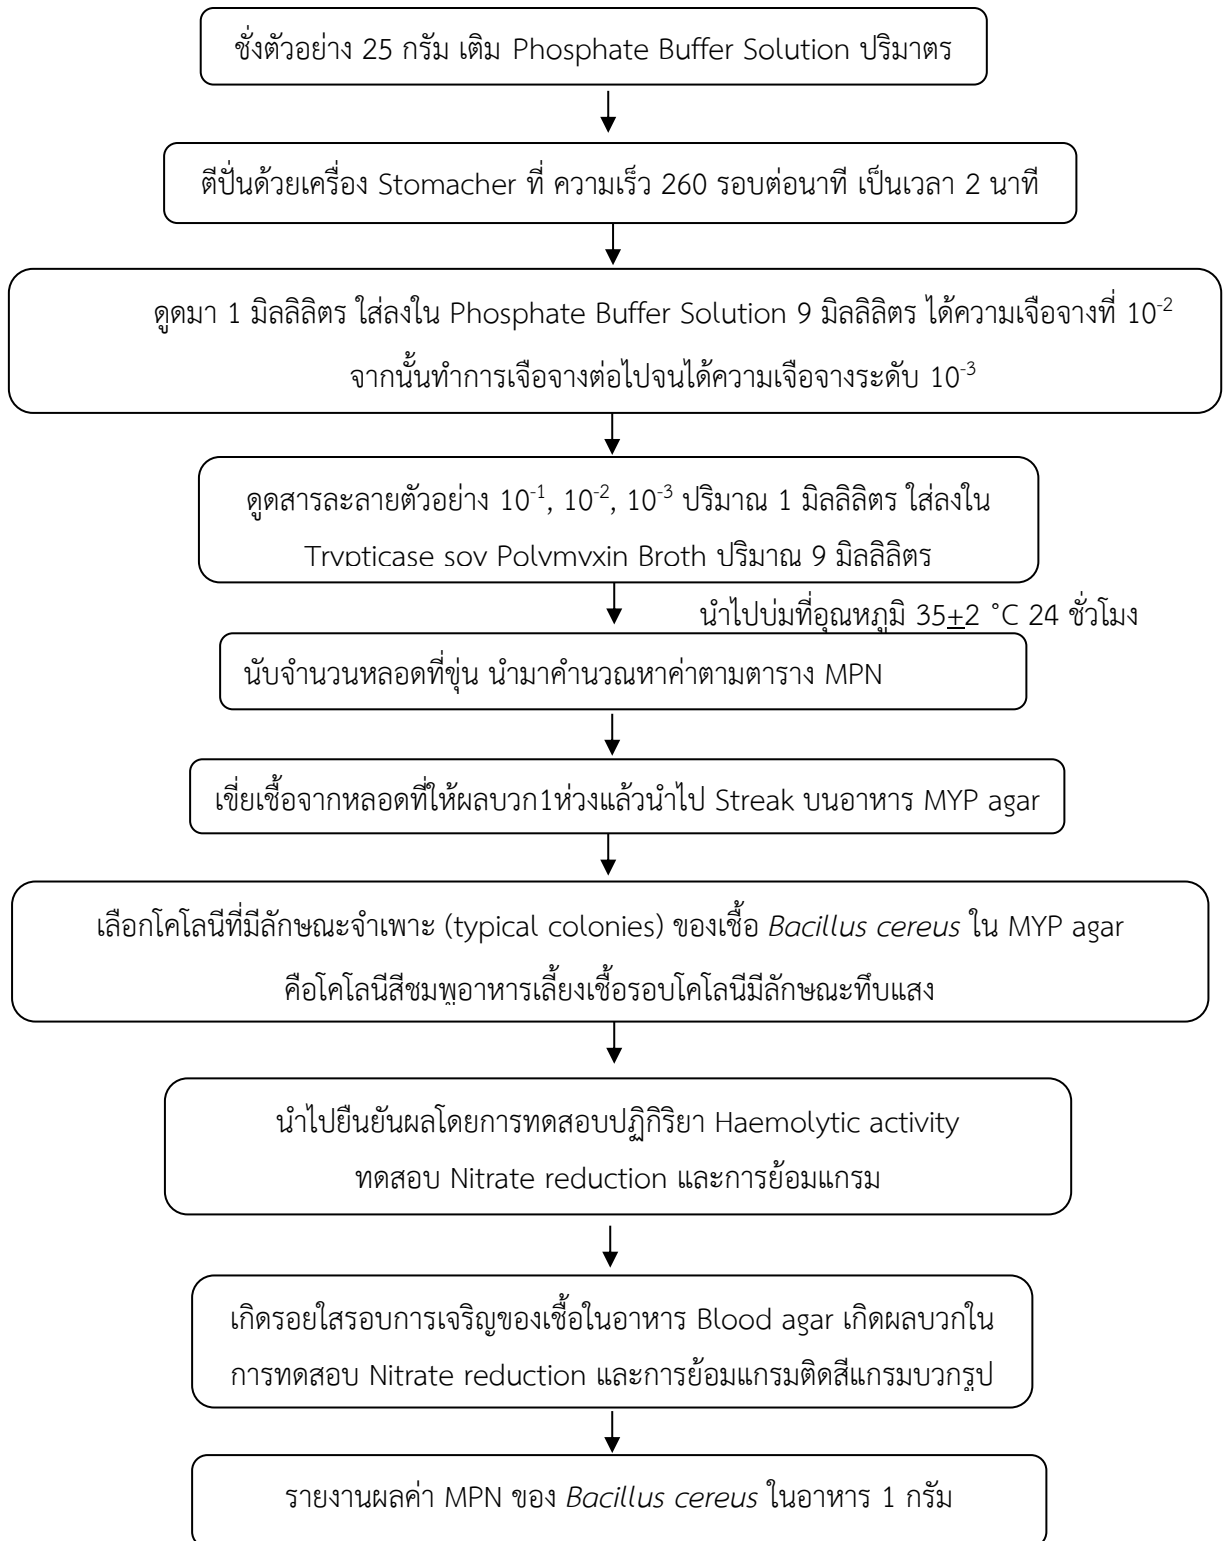 ชั่งตัวอย่าง 25 กรัม เติม Phosphate Buffer Solution ปริมาตร
ตีปั่นด้วยเครื่อง Stomacher ที่ ความเร็ว 260 รอบต่อนาที เป็นเวลา 2 นาที
ดูดมา 1 มิลลิลิตร ใส่ลงใน Phosphate Buffer Solution 9 มิลลิลิตร ได้ความเจือจางที่ 10⁻²
จากนั้นทำการเจือจางต่อไปจนได้ความเจือจางระดับ 10⁻³
ดูดสารละลายตัวอย่าง 10⁻¹, 10⁻², 10⁻³ ปริมาณ 1 มิลลิลิตร ใส่ลงใน
Trypticase soy Polymyxin Broth ปริมาณ 9 มิลลิลิตร
นำไปบ่มที่อุณหภูมิ 35±2 °C 24 ชั่วโมง
นับจำนวนหลอดที่ขุ่น นำมาคำนวณหาค่าตามตาราง MPN
เขี่ยเชื้อจากหลอดที่ให้ผลบวก1ห่วงแล้วนำไป Streak บนอาหาร MYP agar
เลือกโคโลนีที่มีลักษณะจำเพาะ (typical colonies) ของเชื้อ Bacillus cereus ใน MYP agar
คือโคโลนีสีชมพูอาหารเลี้ยงเชื้อรอบโคโลนีมีลักษณะทึบแสง
นำไปยืนยันผลโดยการทดสอบปฏิกิริยา Haemolytic activity
ทดสอบ Nitrate reduction และการย้อมแกรม
เกิดรอยใสรอบการเจริญของเชื้อในอาหาร Blood agar เกิดผลบวกใน
การทดสอบ Nitrate reduction และการย้อมแกรมติดสีแกรมบวกรูป
รายงานผลค่า MPN ของ Bacillus cereus ในอาหาร 1 กรัม